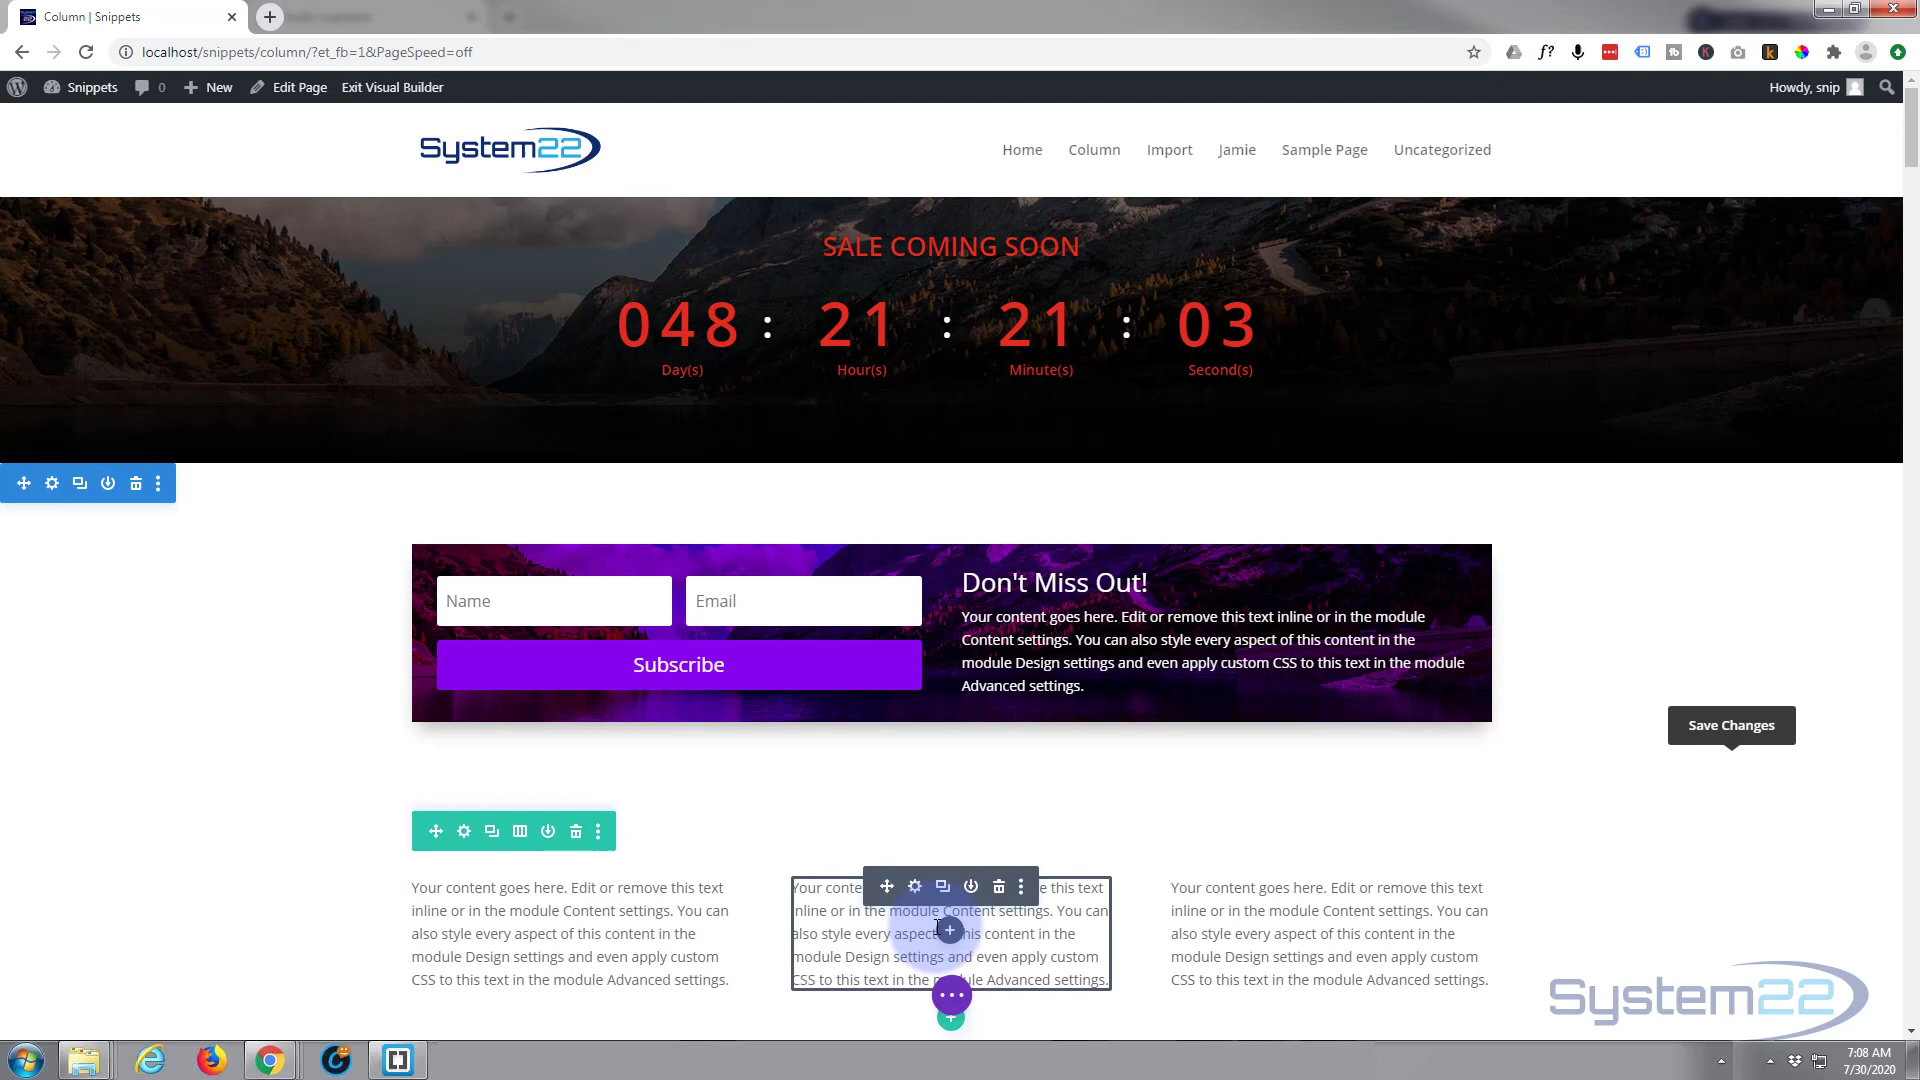 Column | Snippets
localhost/snippets/column/?et_fb=1&PageSpeed=off
Snippets 0 New Edit Page Exit Visual Builder Howdy, snip
System22
Home Column Import Jamie Sample Page Uncategorized
SALE COMING SOON
048 : 21 : 21 : 03
Day(s) Hour(s) Minute(s) Second(s)
Name Email
Subscribe
Don't Miss Out!
Your content goes here. Edit or remove this text inline or in the module
Content settings. You can also style every aspect of this content in the
module Design settings and even apply custom CSS to this text in the module
Advanced settings.
Save Changes
Your content goes here. Edit or remove this text
inline or in the module Content settings. You can
also style every aspect of this content in the
module Design settings and even apply custom
CSS to this text in the module Advanced settings.
Your conte e this text
inline or in the module Content settings. You can
also style every aspect this content in the
module Design settings and even apply custom
CSS to this text in the Advanced settings.
Your content goes here. Edit or remove this text
inline or in the module Content settings. You can
also style every aspect of this content in the
module Design settings and even apply custom
CSS to this text in the module Advanced settings.
System22
7:08 AM
7/30/2020